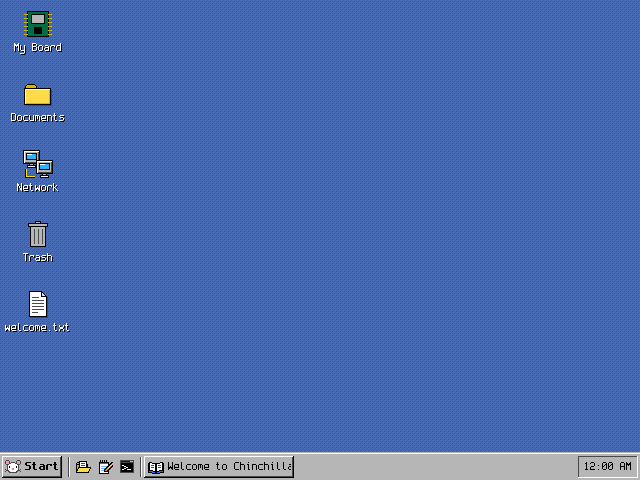 My Board
Documents
Network
Trash
welcome.txt
Start
Welcome to Chinchilla
12:00 AM